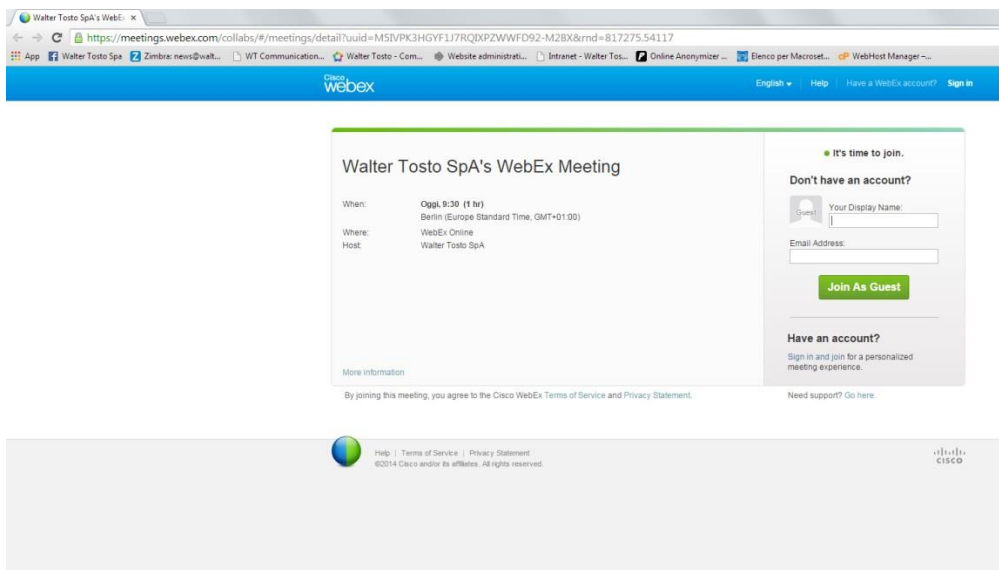 Walter Tosto SpA's WebE
https://meetings.webex.com/collabs/#/meetings/detail?uuid=M5IVPK3HGYF1J7RQJXPZWWFD92-M2BX&rnd=817275.54117
App Walter Tosto Spa Zimbra: news@walt... WT Communication... Walter Tosto - Com... Website administrati... Intranet - Walter Tos... Online Anonymizer ... Elenco per Macroset... WebHost Manager –...
Cisco
webex
English Help Have a WebEx account? Sign in
It's time to join.
Walter Tosto SpA's WebEx Meeting
Don't have an account?
When: Oggi, 9:30 (1 hr)
Berlin (Europe Standard Time, GMT+01:00)
Where: WebEx Online
Host: Walter Tosto SpA
Guest
Your Display Name:
Email Address:
Join As Guest
Have an account?
Sign in and join for a personalized
meeting experience.
More information
By joining this meeting, you agree to the Cisco WebEx Terms of Service and Privacy Statement.
Need support? Go here.
Help | Terms of Service | Privacy Statement
©2014 Cisco and/or its affiliates. All rights reserved.
CISCO